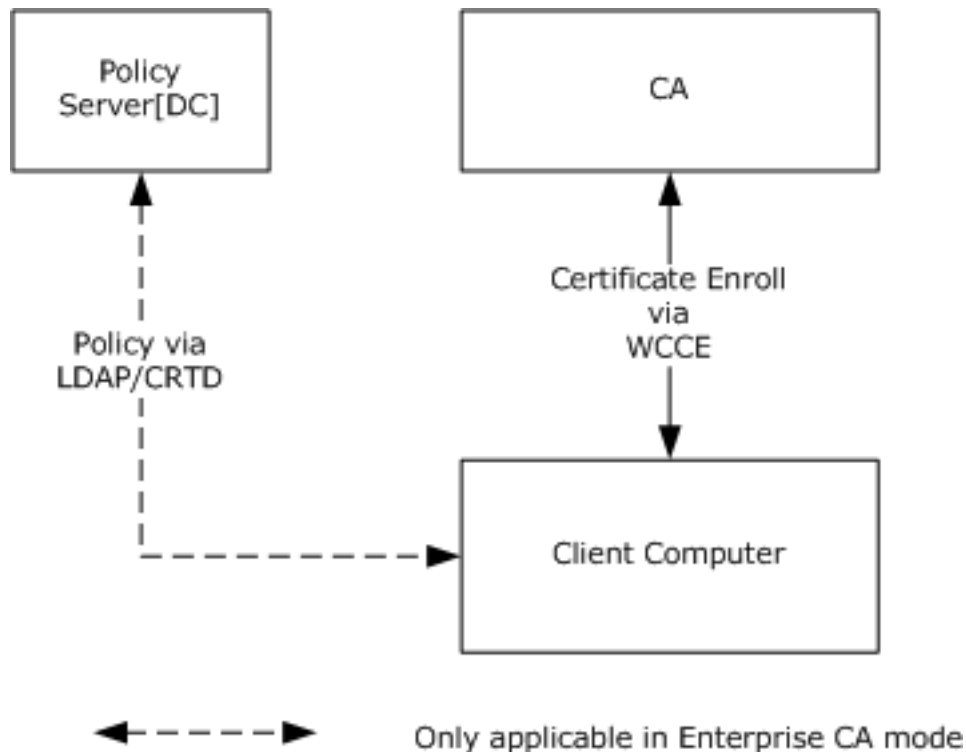 Policy
Server[DC]
CA
Certificate Enroll
via
WCCE
Policy via
LDAP/CRTD
Client Computer
Only applicable in Enterprise CA mode